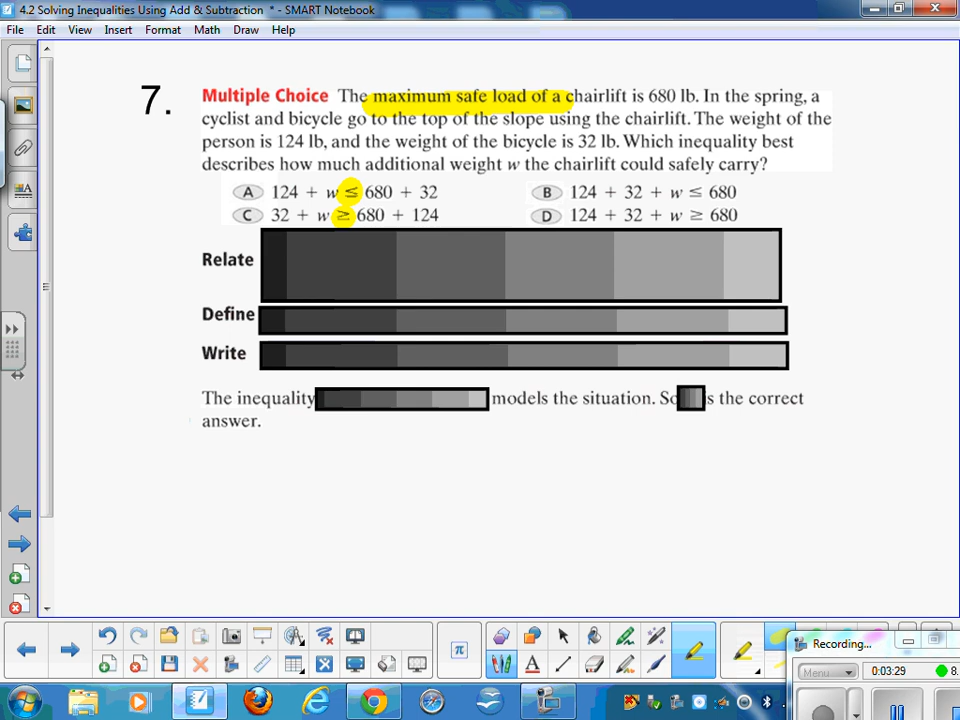 4.2 Solving Inequalities Using Add & Subtraction * - SMART Notebook
File Edit View Insert Format Math Draw Help
7. Multiple Choice The maximum safe load of a chairlift is 680 lb. In the spring, a
cyclist and bicycle go to the top of the slope using the chairlift. The weight of the
person is 124 lb, and the weight of the bicycle is 32 lb. Which inequality best
describes how much additional weight w the chairlift could safely carry?
A 124 + w ≤ 680 + 32 B 124 + 32 + w ≤ 680
C 32 + w ≥ 680 + 124 D 124 + 32 + w ≥ 680
Relate
Define
Write
The inequality models the situation. So is the correct
answer.
Recording...
Menu 0:03:29 8.